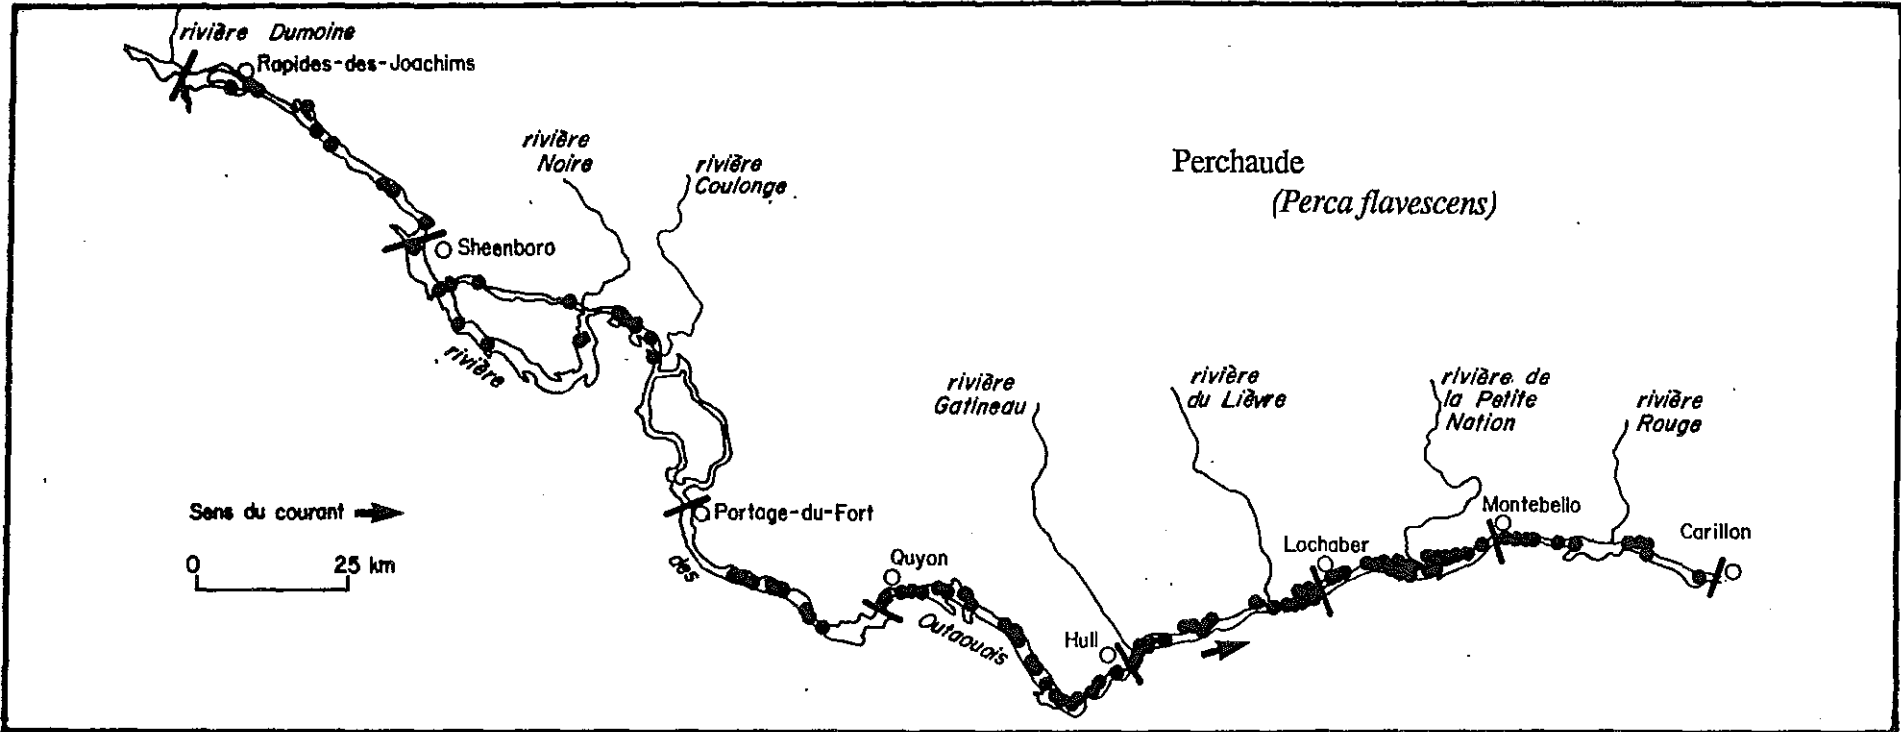 rivière Dumoine
Rapides-des-Joachims
rivière
Noire
rivière
Coulonge
Perchaude
(Perca flavescens)
Sheenboro
rivière
rivière
Gatineau
rivière
du Lièvre
rivière de
la Petite
Nation
rivière
Rouge
Sens du courant
Portage-du-Fort
Montebello
Carillon
Lochaber
Quyon
0 25 km
des
Outaouais
Hull